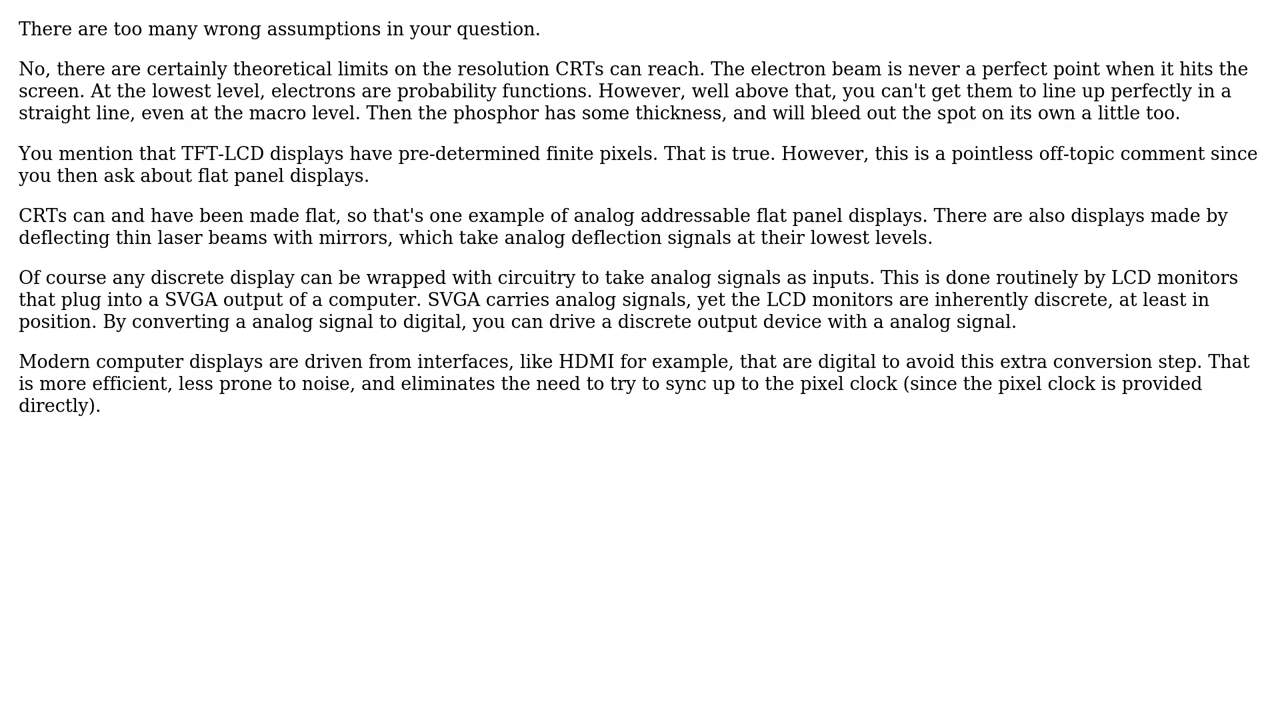 There are too many wrong assumptions in your question.
No, there are certainly theoretical limits on the resolution CRTs can reach. The electron beam is never a perfect point when it hits the
screen. At the lowest level, electrons are probability functions. However, well above that, you can't get them to line up perfectly in a
straight line, even at the macro level. Then the phosphor has some thickness, and will bleed out the spot on its own a little too.
You mention that TFT-LCD displays have pre-determined finite pixels. That is true. However, this is a pointless off-topic comment since
you then ask about flat panel displays.
CRTs can and have been made flat, so that's one example of analog addressable flat panel displays. There are also displays made by
deflecting thin laser beams with mirrors, which take analog deflection signals at their lowest levels.
Of course any discrete display can be wrapped with circuitry to take analog signals as inputs. This is done routinely by LCD monitors
that plug into a SVGA output of a computer. SVGA carries analog signals, yet the LCD monitors are inherently discrete, at least in
position. By converting a analog signal to digital, you can drive a discrete output device with a analog signal.
Modern computer displays are driven from interfaces, like HDMI for example, that are digital to avoid this extra conversion step. That
is more efficient, less prone to noise, and eliminates the need to try to sync up to the pixel clock (since the pixel clock is provided
directly).